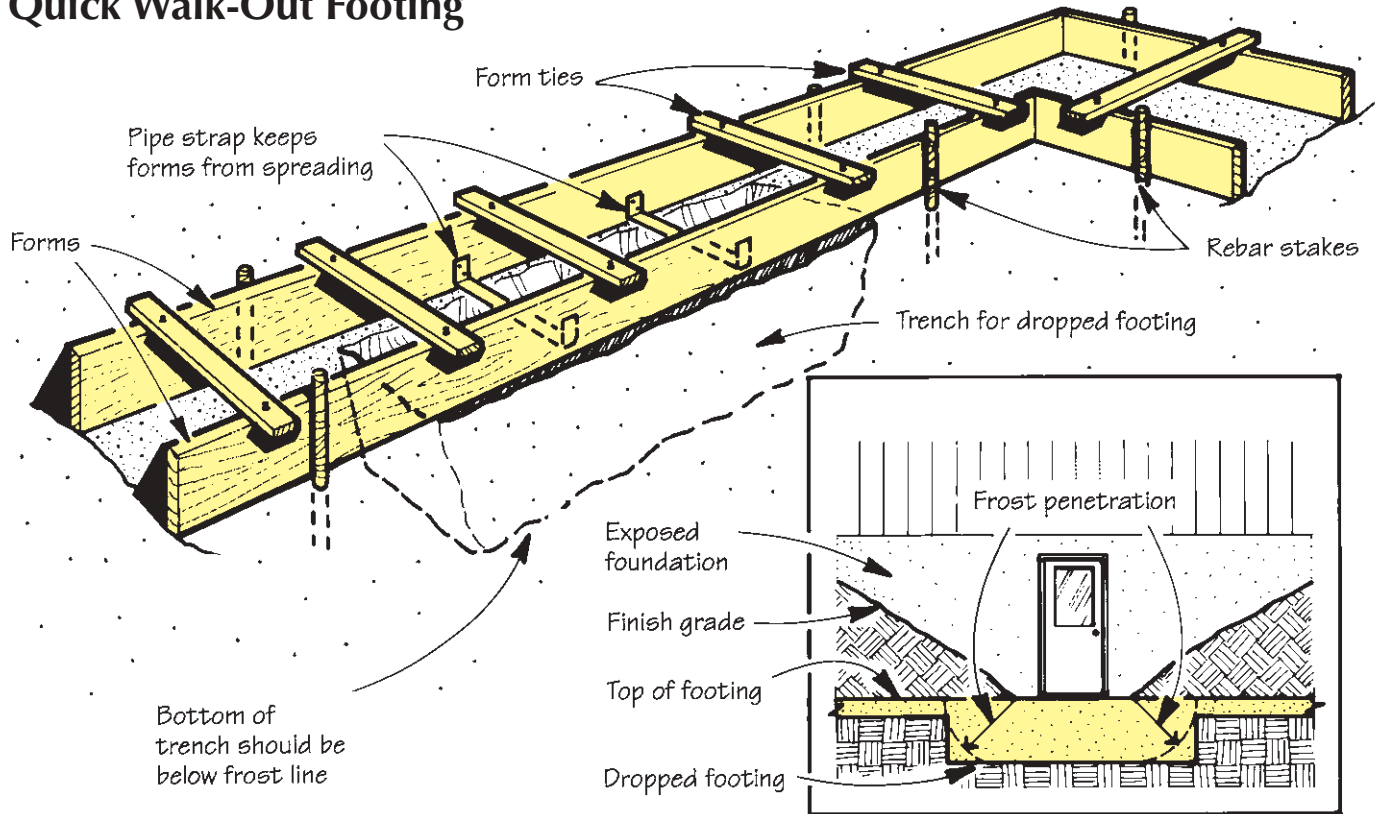 Quick Walk-Out Footing
Form ties
Pipe strap keeps
forms from spreading
Forms
Rebar stakes
Trench for dropped footing
Frost penetration
Exposed
foundation
Finish grade
Top of footing
Bottom of
trench should be
below frost line
Dropped footing